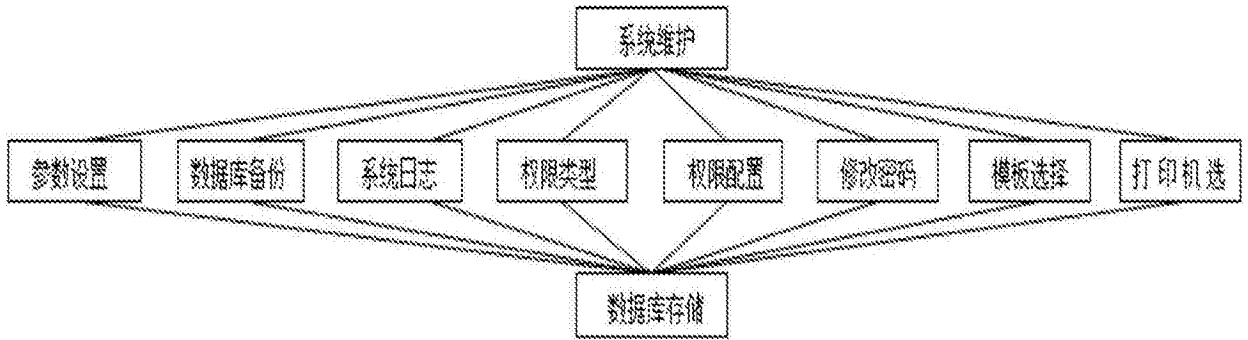 系统维护
参数设置
数据库备份
系统日志
权限类型
权限配置
修改密码
模板选择
打印机选
数据库存储